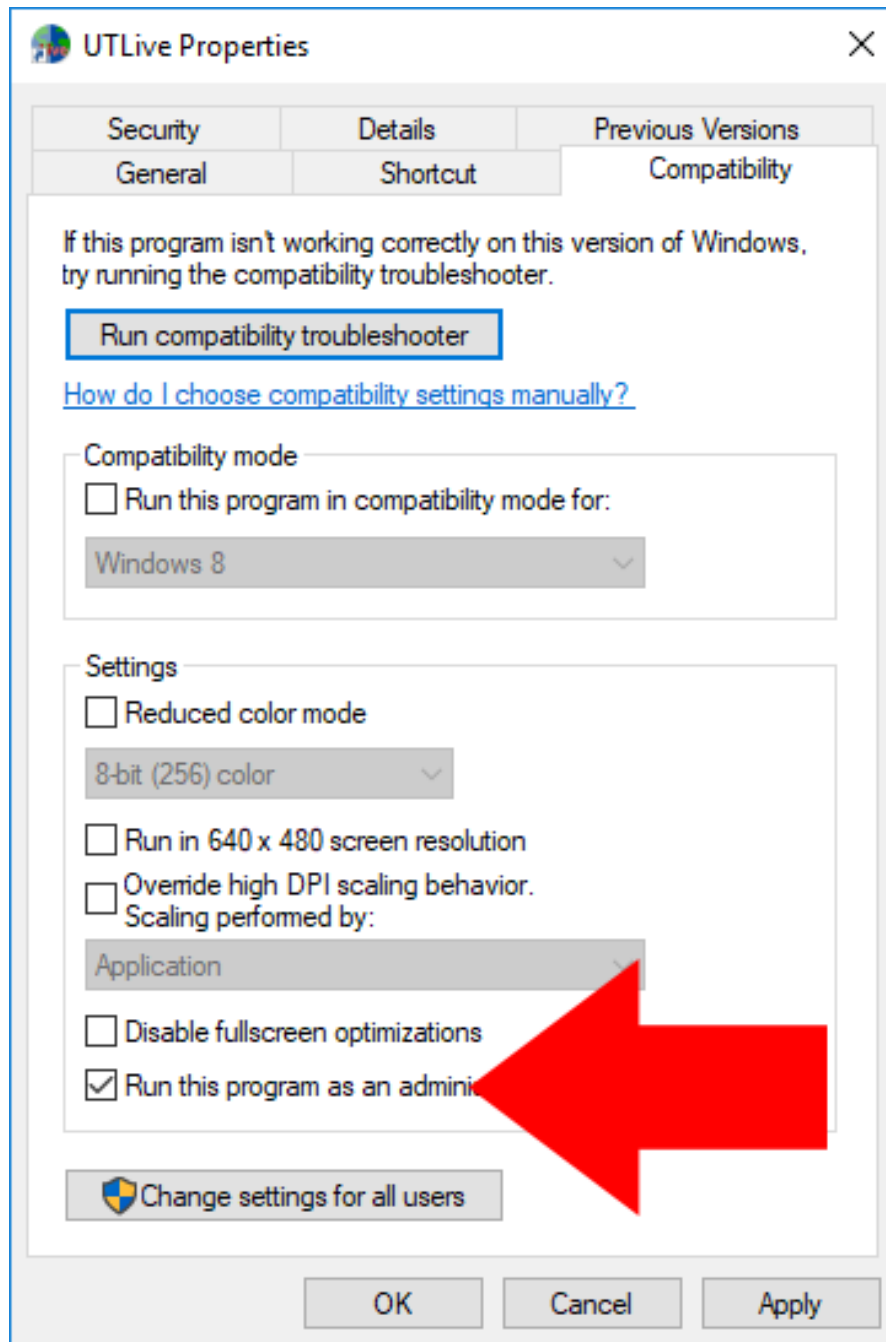 UTLive Properties
Security
Details
Previous Versions
General
Shortcut
Compatibility
If this program isn't working correctly on this version of Windows,
try running the compatibility troubleshooter.
Run compatibility troubleshooter
How do I choose compatibility settings manually?
Compatibility mode
Run this program in compatibility mode for:
Windows 8
Settings
Reduced color mode
8-bit (256) color
Run in 640 x 480 screen resolution
Override high DPI scaling behavior.
Scaling performed by:
Application
Disable fullscreen optimizations
Run this program as an
Change settings for all users
OK
Cancel
Apply